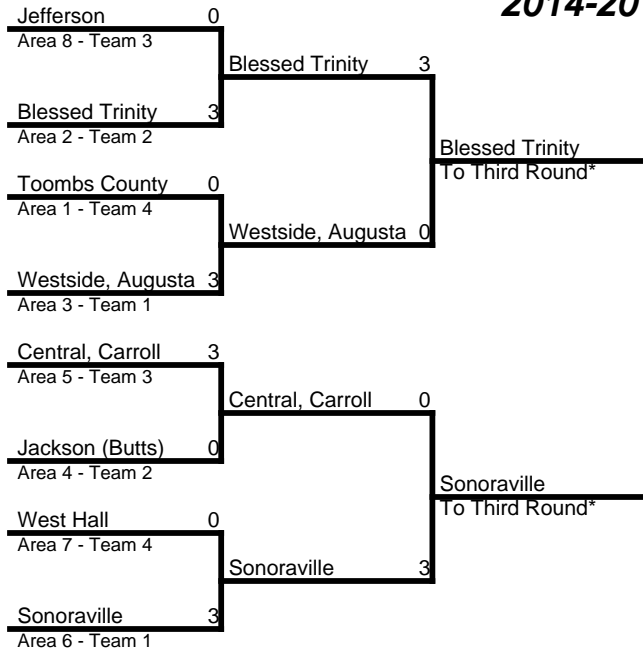 2014-20
Jefferson 0
Area 8 - Team 3
Blessed Trinity 3
Blessed Trinity 3
Area 2 - Team 2
Blessed Trinity
To Third Round*
Toombs County 0
Area 1 - Team 4
Westside, Augusta 0
Westside, Augusta 3
Area 3 - Team 1
Central, Carroll 3
Area 5 - Team 3
Central, Carroll 0
Jackson (Butts) 0
Area 4 - Team 2
Sonoraville
To Third Round*
West Hall 0
Area 7 - Team 4
Sonoraville 3
Sonoraville 3
Area 6 - Team 1